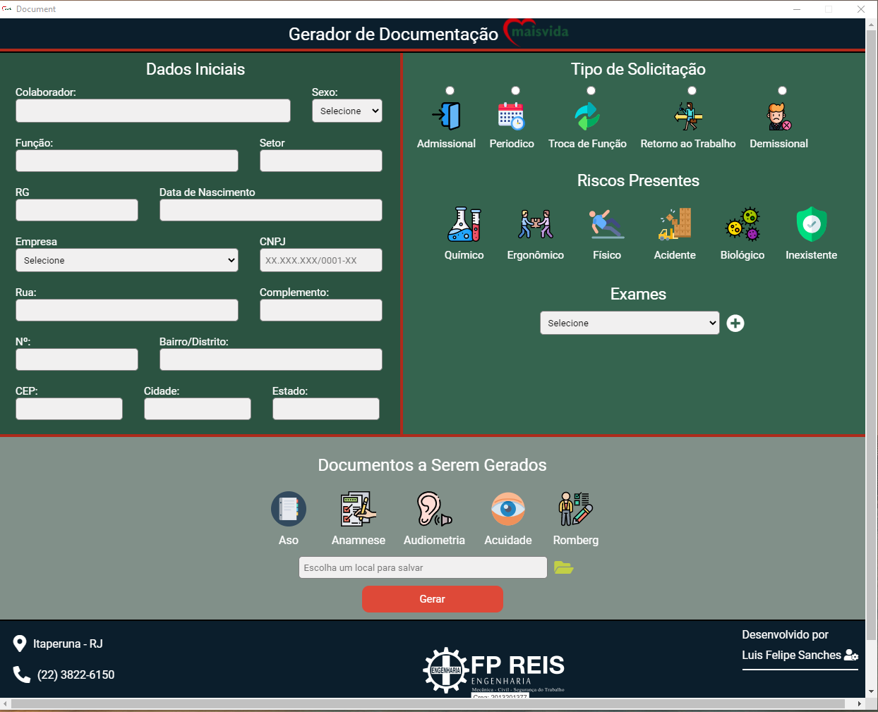 Document
Gerador de Documentação maisvida
Dados Iniciais
Colaborador:
Sexo:
Selecione
Função:
Setor
RG
Data de Nascimento
Empresa
CNPJ
Selecione
XX.XXX.XXX/0001-XX
Rua:
Complemento:
Nº:
Bairro/Distrito:
CEP:
Cidade:
Estado:
Tipo de Solicitação
Admissional
Periodico
Troca de Função
Retorno ao Trabalho
Demissional
Riscos Presentes
Químico
Ergonômico
Físico
Acidente
Biológico
Inexistente
Exames
Selecione
Documentos a Serem Gerados
Aso
Anamnese
Audiometria
Acuidade
Romberg
Escolha um local para salvar
Gerar
Itaperuna - RJ
(22) 3822-6150
ENGENHARIA
FP REIS
ENGENHARIA
Mecânica - Civil - Segurança do Trabalho
Desenvolvido por
Luis Felipe Sanches